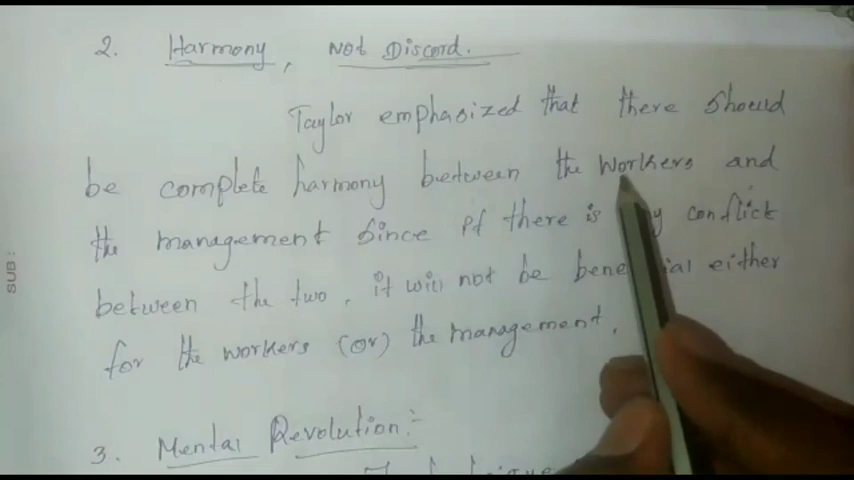 2. Harmony, Not Discord.
Taylor emphasized that there should
be complete harmony between the workers and
the management since if there is conflict
between the two, it will not be either
for the workers (or) the management.
3. Mental Revolution:-
SUB: